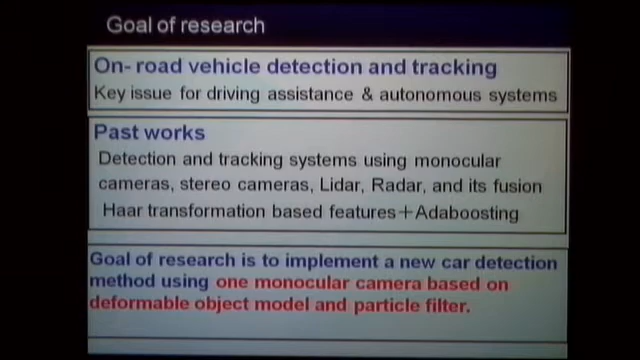 Goal of research
On- road vehicle detection and tracking
Key issue for driving assistance & autonomous systems
Past works
Detection and tracking systems using monocular
cameras, stereo cameras, Lidar, Radar, and its fusion
Haar transformation based features+Adaboosting
Goal of research is to implement a new car detection
method using one monocular camera based on
deformable object model and particle filter.